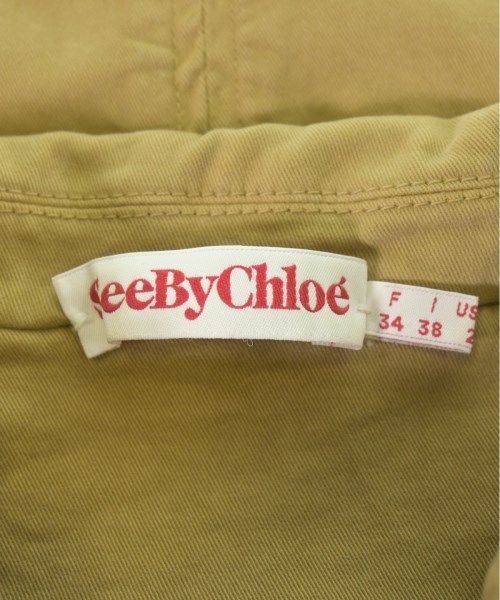 SeeByChloé
F I US
34 38 2